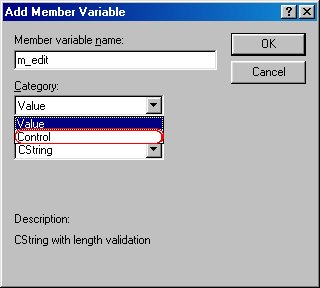 Add Member Variable
Member variable name:
OK
m_edit
Cancel
Category:
Value
Value
Control
CString
Description:
CString with length validation